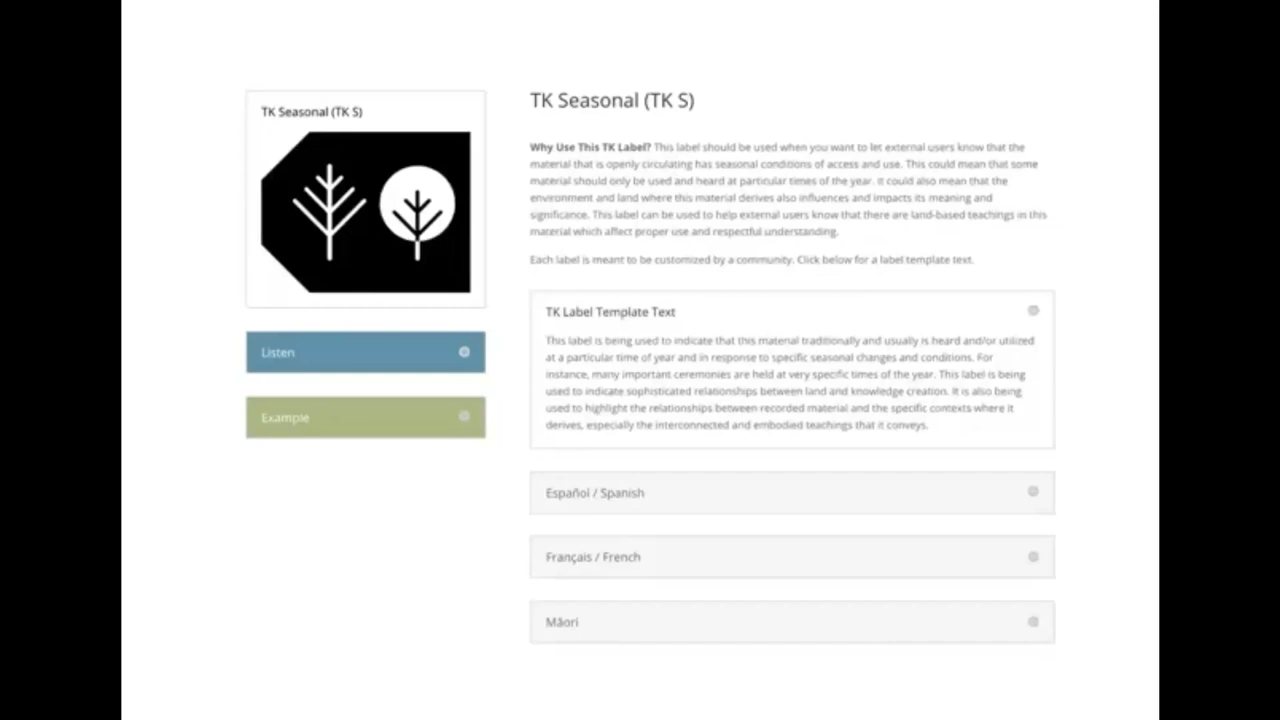 TK Seasonal (TK S)
Listen
Example
TK Seasonal (TK S)
Why Use This TK Label? This label should be used when you want to let external users know that the
material that is openly circulating has seasonal conditions of access and use. This could mean that some
material should only be used and heard at particular times of the year. It could also mean that the
environment and land where this material derives also influences and impacts its meaning and
significance. This label can be used to help external users know that there are land-based teachings in this
material which affect proper use and respectful understanding.
Each label is meant to be customized by a community. Click below for a label template text.
TK Label Template Text
This label is being used to indicate that this material traditionally and usually is heard and/or utilized
at a particular time of year and in response to specific seasonal changes and conditions. For
instance, many important ceremonies are held at very specific times of the year. This label is being
used to indicate sophisticated relationships between land and knowledge creation. It is also being
used to highlight the relationships between recorded material and the specific contexts where it
derives, especially the interconnected and embodied teachings that it conveys.
Español / Spanish
Français / French
Māori